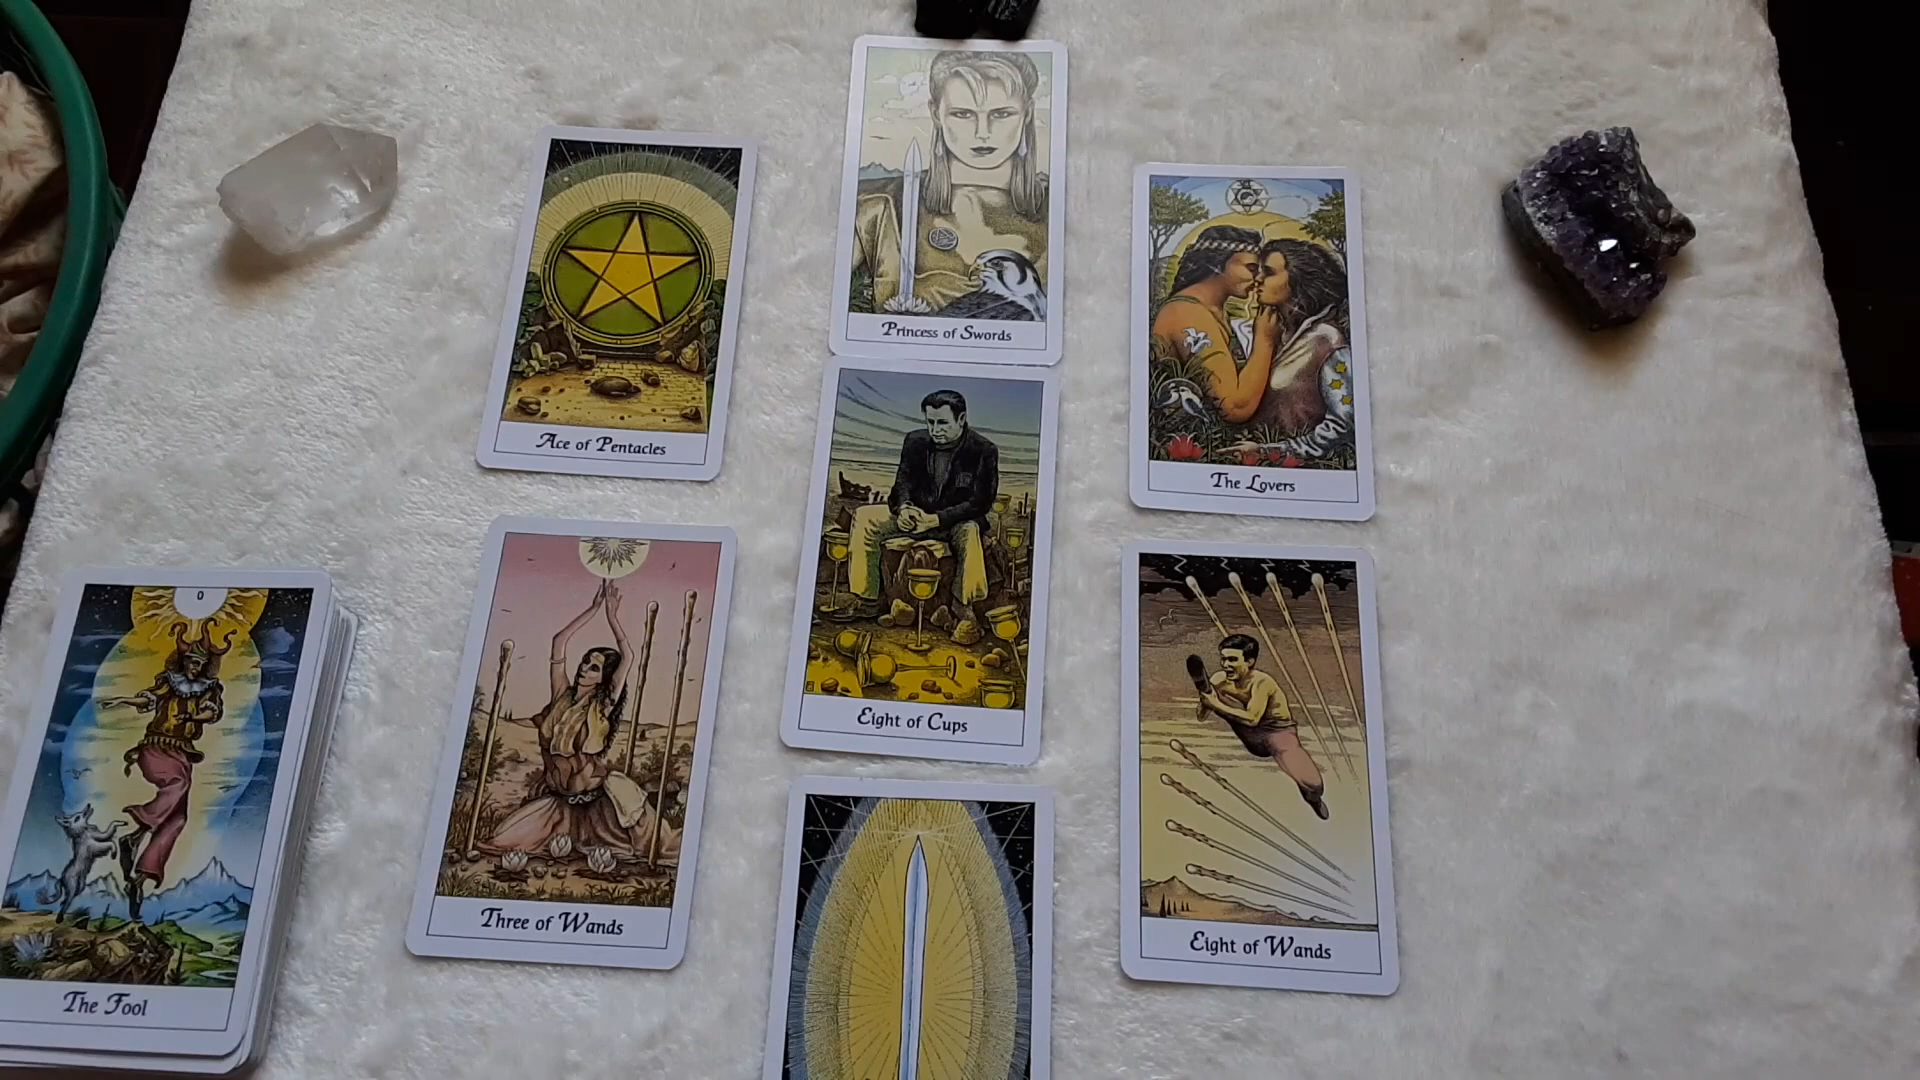 Princess of Swords
Ace of Pentacles
The Lovers
Eight of Cups
0
The Fool
Three of Wands
Eight of Wands